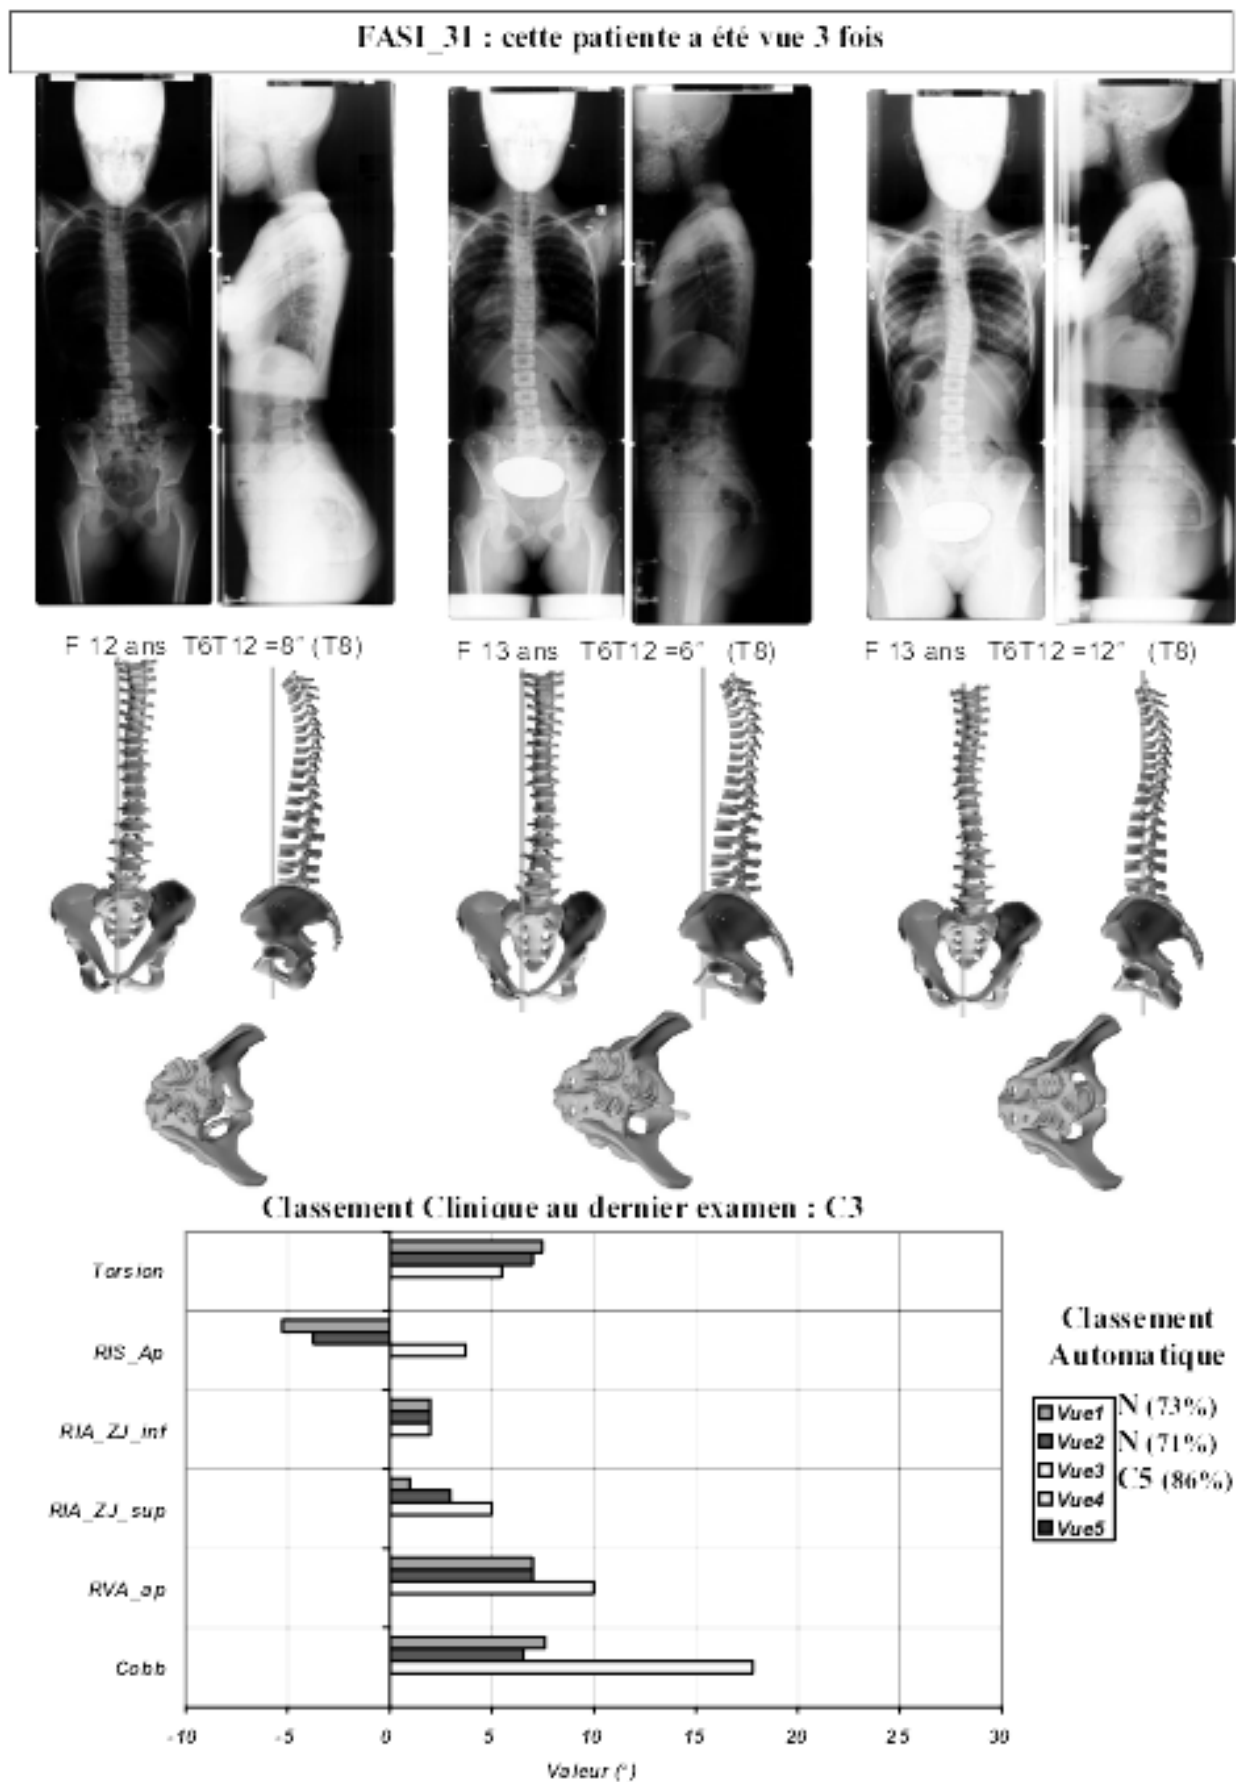 FASI_31 : cette patiente a été vue 3 fois
F 12 ans T6T12 =8° (T8)
F 13 ans T6T12 =6° (T8)
F 13 ans T6T12 =12° (T8)
Classement Clinique au dernier examen : C3
Torsion
RIS_Ap
RIA_ZJ_inf
RIA_ZJ_sup
RVA_ap
Cobb
-10 -5 0 5 10 15 20 25 30
Valeur (°)
Classement
Automatique
Vue1 N (73%)
Vue2 N (71%)
Vue3 C5 (86%)
Vue4
Vue5